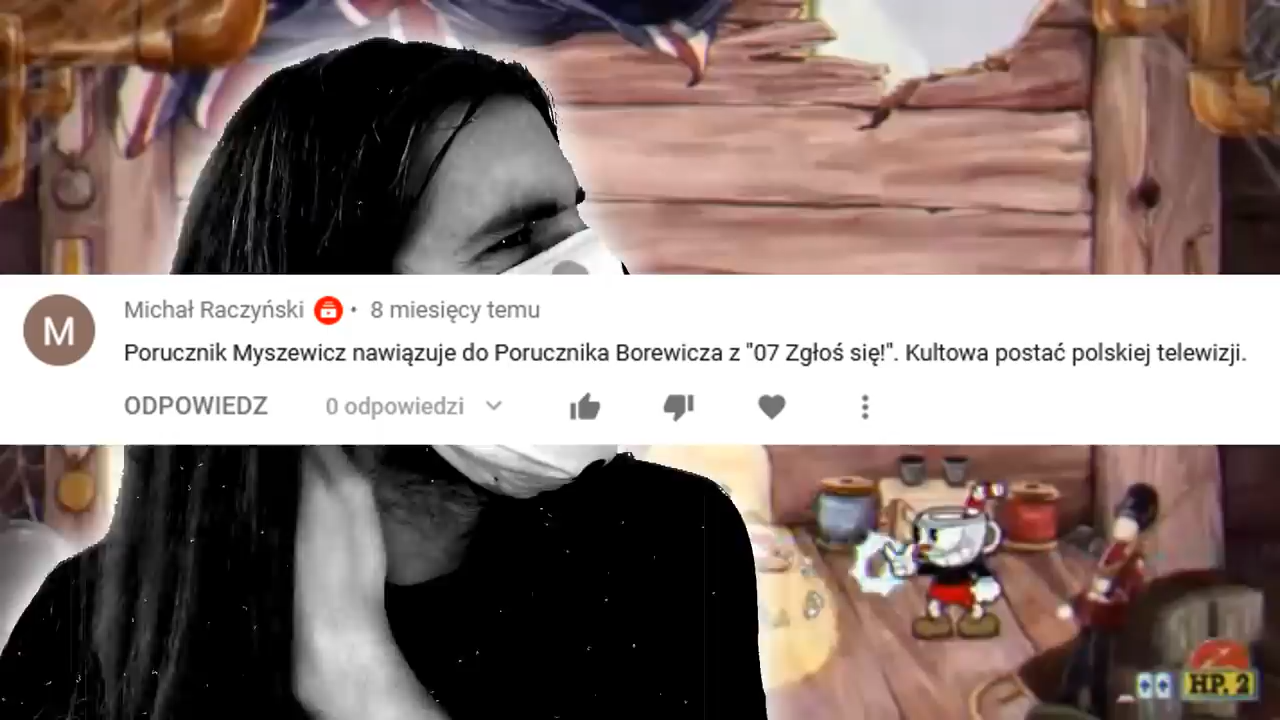 M
Michał Raczyński • 8 miesięcy temu
Porucznik Myszewicz nawiązuje do Porucznika Borewicza z "07 Zgłoś się!". Kultowa postać polskiej telewizji.
ODPOWIEDZ 0 odpowiedzi
HP. 2